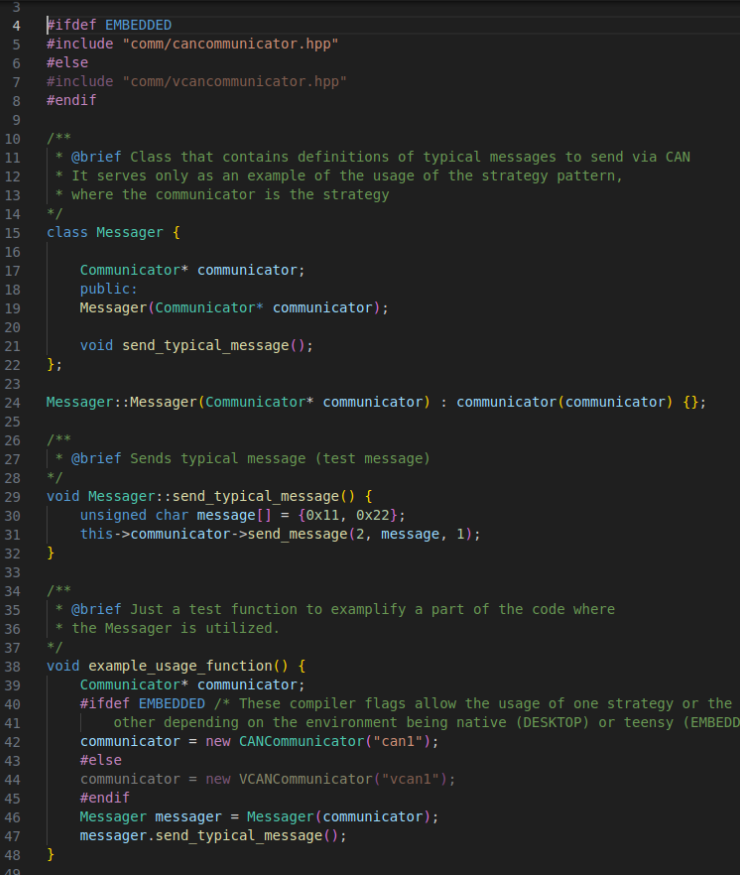 3
4 #ifdef EMBEDDED
5 #include "comm/cancommunicator.hpp"
6 #else
7 #include "comm/vcancommunicator.hpp"
8 #endif
9
10 /**
11  * @brief Class that contains definitions of typical messages to send via CAN
12  * It serves only as an example of the usage of the strategy pattern,
13  * where the communicator is the strategy
14 */
15 class Messager {
16
17     Communicator* communicator;
18     public:
19     Messager(Communicator* communicator);
20
21     void send_typical_message();
22 };
23
24 Messager::Messager(Communicator* communicator) : communicator(communicator) {};
25
26 /**
27  * @brief Sends typical message (test message)
28 */
29 void Messager::send_typical_message() {
30     unsigned char message[] = {0x11, 0x22};
31     this->communicator->send_message(2, message, 1);
32 }
33
34 /**
35  * @brief Just a test function to examplify a part of the code where
36  * the Messager is utilized.
37 */
38 void example_usage_function() {
39     Communicator* communicator;
40     #ifdef EMBEDDED /* These compiler flags allow the usage of one strategy or the
41         other depending on the environment being native (DESKTOP) or teensy (EMBEDD
42     communicator = new CANCommunicator("can1");
43     #else
44     communicator = new VCANCommunicator("vcan1");
45     #endif
46     Messager messager = Messager(communicator);
47     messager.send_typical_message();
48 }
49